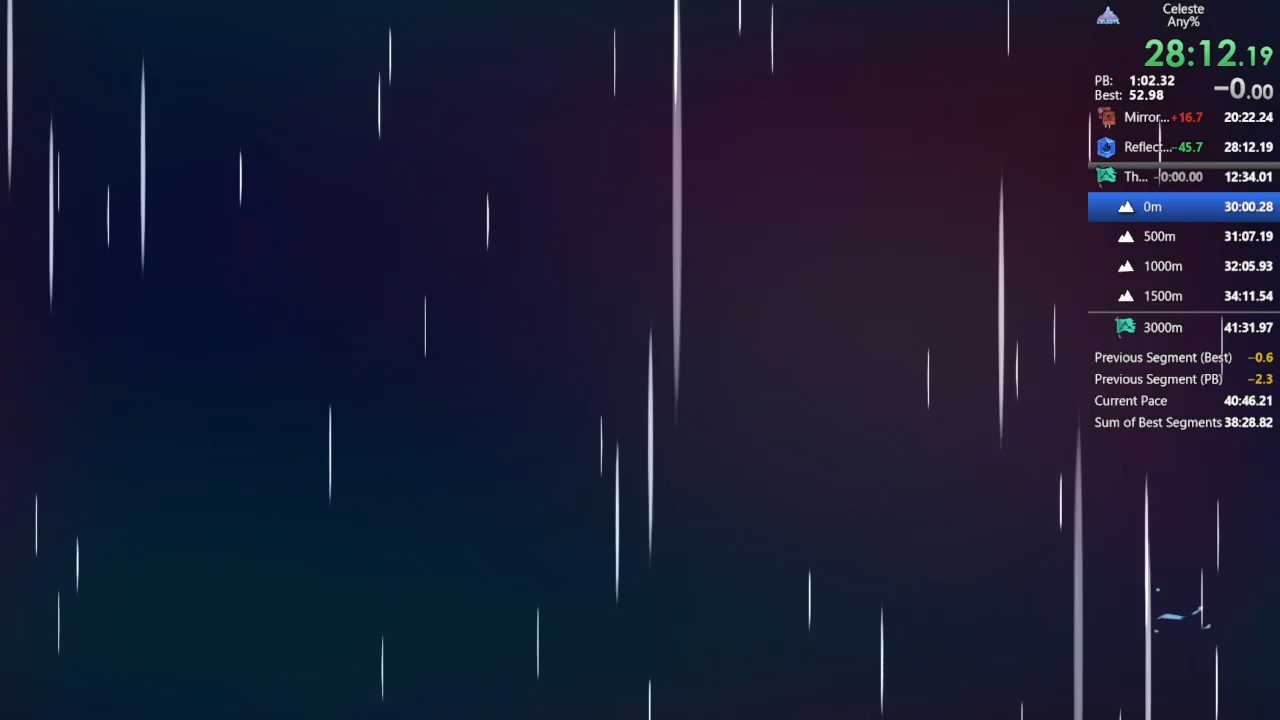 Celeste
Any%
28:12.19
PB: 1:02.32
Best: 52.98
−0.00
Mirror... +16.7 20:22.24
Reflec... −45.7 28:12.19
Th... −0:00.00 12:34.01
0m 30:00.28
500m 31:07.19
1000m 32:05.93
1500m 34:11.54
3000m 41:31.97
Previous Segment (Best) −0.6
Previous Segment (PB) −2.3
Current Pace 40:46.21
Sum of Best Segments 38:28.82